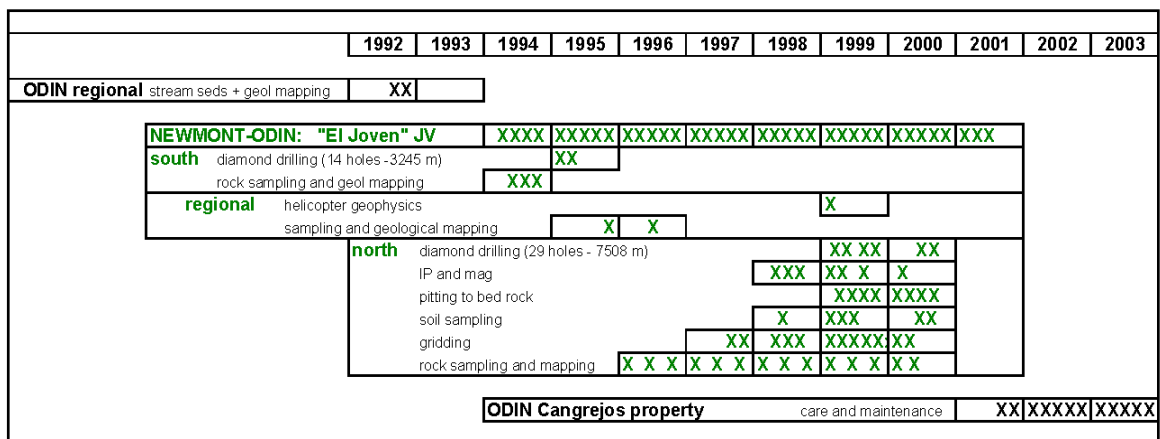 1992 1993 1994 1995 1996 1997 1998 1999 2000 2001 2002 2003
ODIN regional stream seds + geol mapping XX
NEWMONT-ODIN: "El Joven" JV XXXX XXXXX XXXXX XXXXX XXXXX XXXXX XXXXX XXX
south diamond drilling (14 holes -3245 m) XX
rock sampling and geol mapping XXX
regional helicopter geophysics X
sampling and geological mapping X X
north diamond drilling (29 holes - 7508 m) XX XX XX
IP and mag XXX XX X X
pitting to bed rock XXXX XXXX
soil sampling X XXX XX
gridding XX XXX XXXXX XX
rock sampling and mapping X X X X X X X X X X X X X X
ODIN Cangrejos property care and maintenance XX XXXXX XXXXX